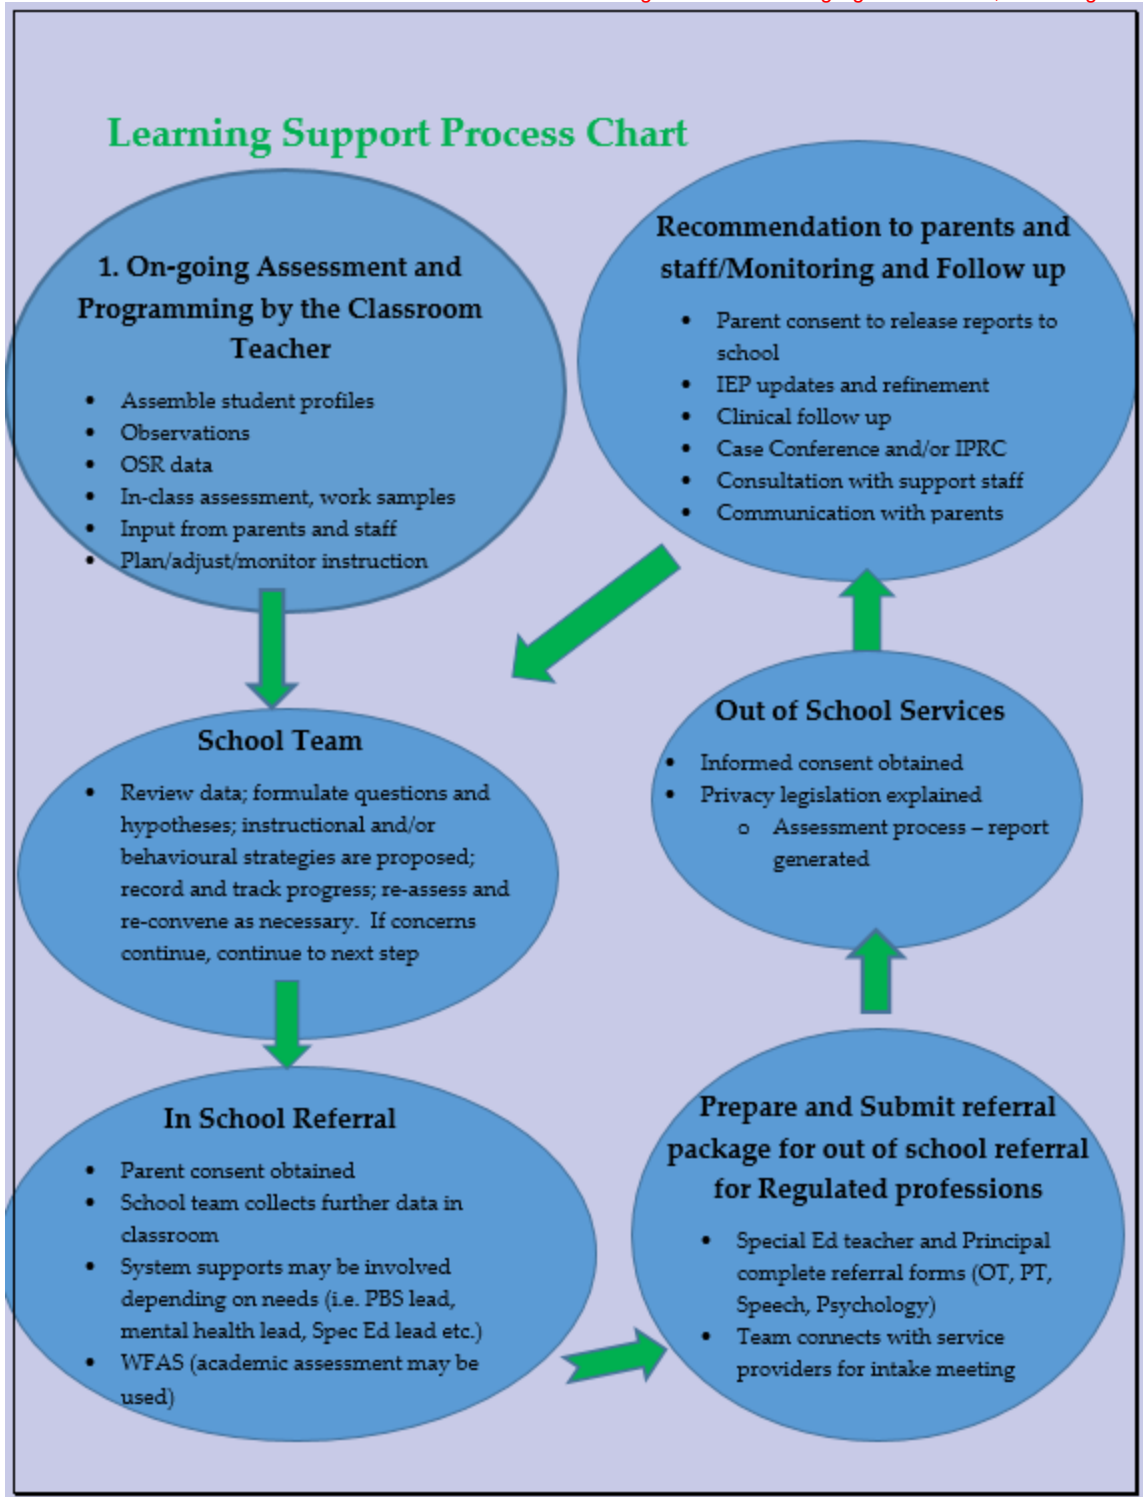 Learning Support Process Chart
1. On-going Assessment and
Programming by the Classroom
Teacher
• Assemble student profiles
• Observations
• OSR data
• In-class assessment, work samples
• Input from parents and staff
• Plan/adjust/monitor instruction
School Team
• Review data; formulate questions and
hypotheses; instructional and/or
behavioural strategies are proposed;
record and track progress; re-assess and
re-convene as necessary. If concerns
continue, continue to next step
In School Referral
• Parent consent obtained
• School team collects further data in
classroom
• System supports may be involved
depending on needs (i.e. PBS lead,
mental health lead, Spec Ed lead etc.)
• WFAS (academic assessment may be
used)
Prepare and Submit referral
package for out of school referral
for Regulated professions
• Special Ed teacher and Principal
complete referral forms (OT, PT,
Speech, Psychology)
• Team connects with service
providers for intake meeting
Out of School Services
• Informed consent obtained
• Privacy legislation explained
o Assessment process – report
generated
Recommendation to parents and
staff/Monitoring and Follow up
• Parent consent to release reports to
school
• IEP updates and refinement
• Clinical follow up
• Case Conference and/or IPRC
• Consultation with support staff
• Communication with parents